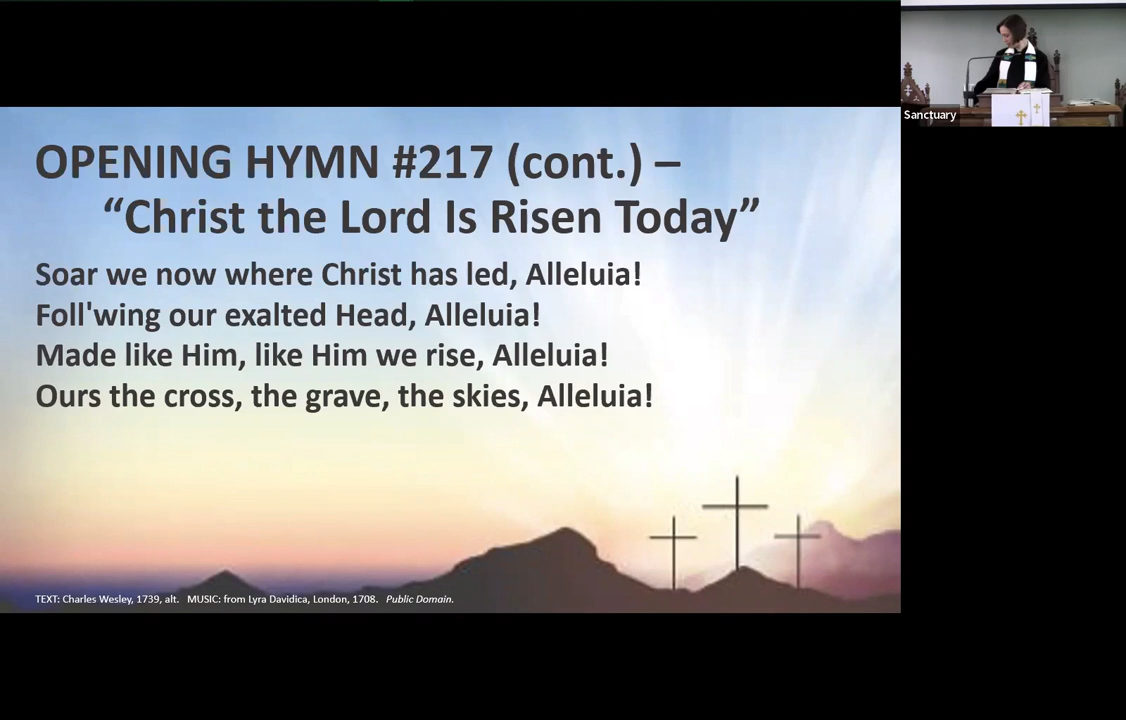 OPENING HYMN #217 (cont.) –
“Christ the Lord Is Risen Today”
Soar we now where Christ has led, Alleluia!
Foll'wing our exalted Head, Alleluia!
Made like Him, like Him we rise, Alleluia!
Ours the cross, the grave, the skies, Alleluia!
TEXT: Charles Wesley, 1739, alt. MUSIC: from Lyra Davidica, London, 1708. Public Domain.
Sanctuary